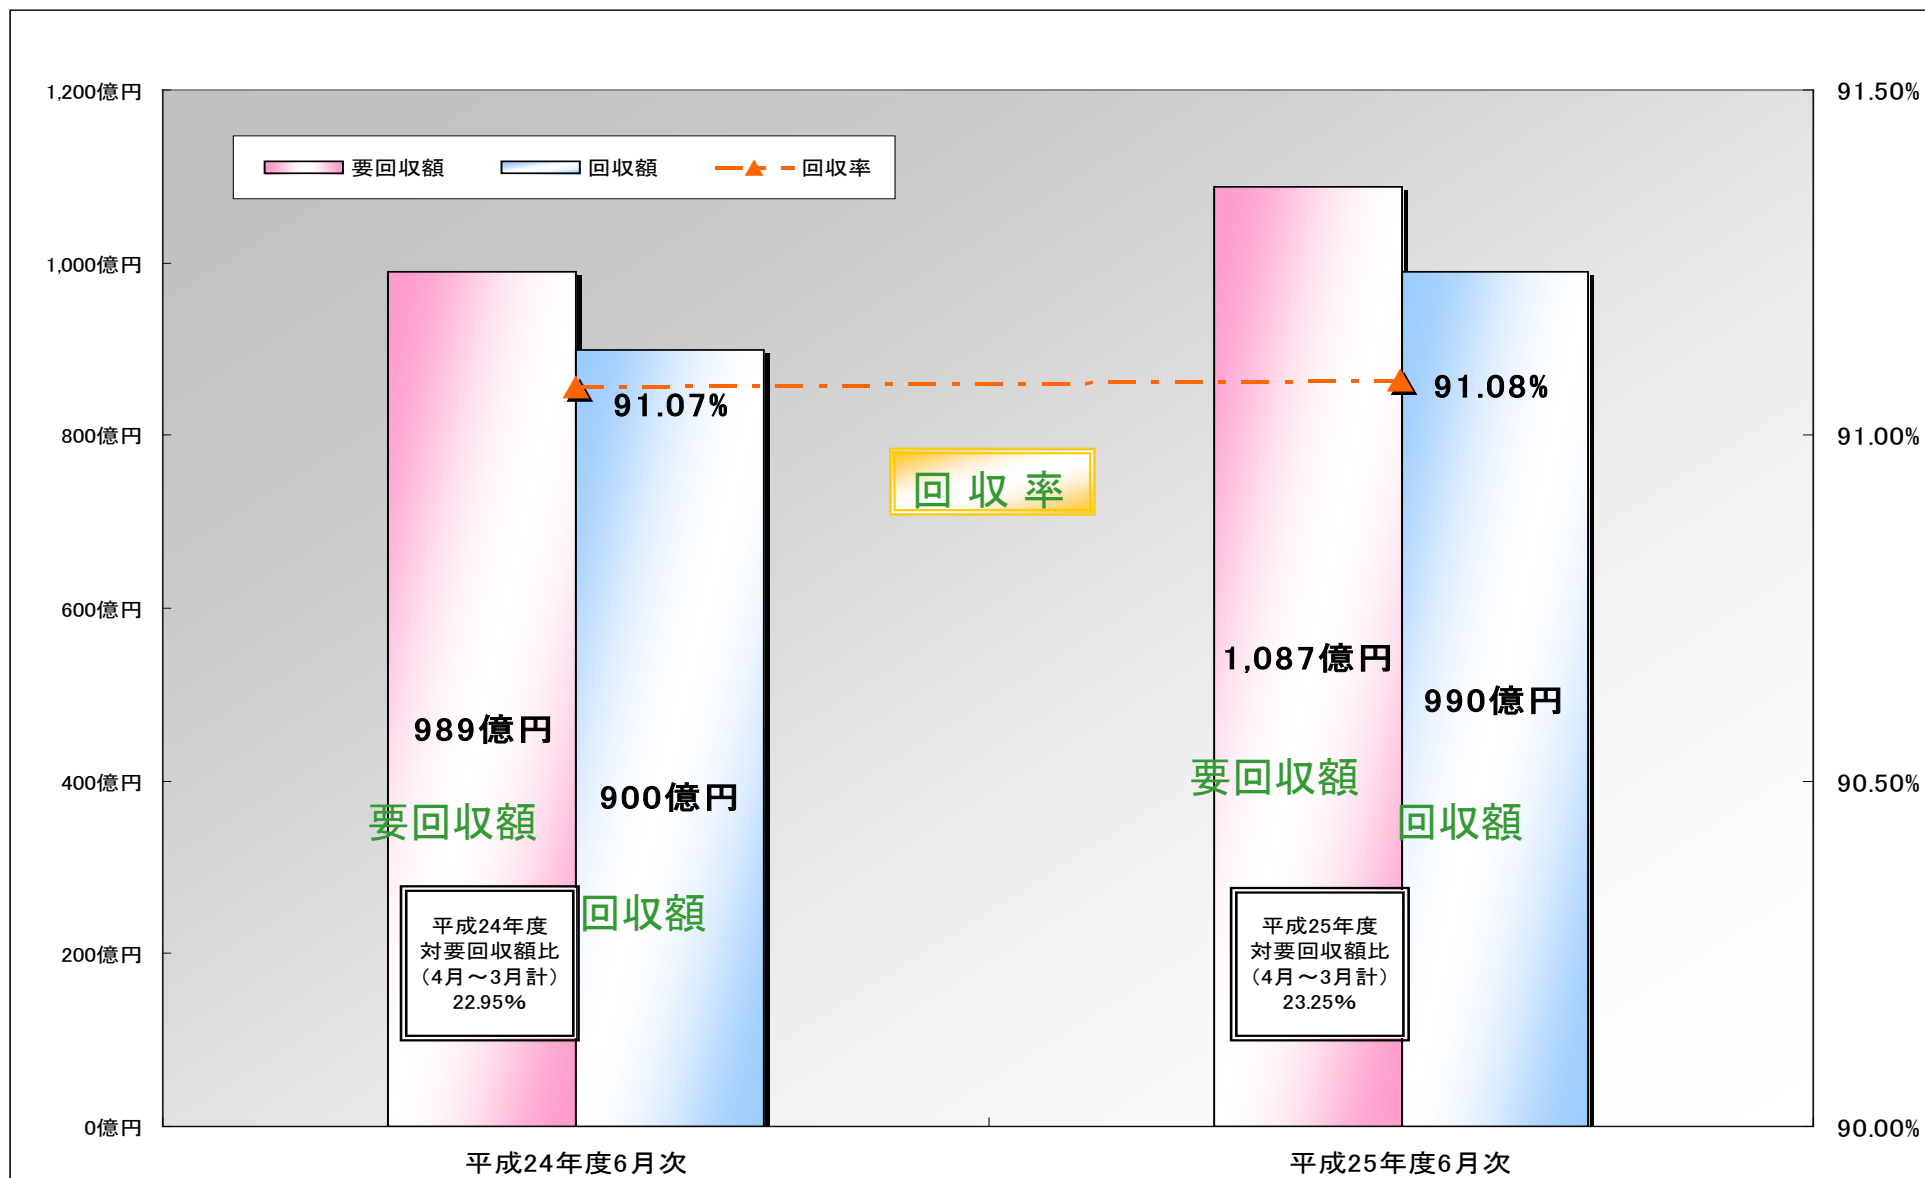 1,200億円
1,000億円
800億円
600億円
400億円
200億円
0億円
91.50%
91.00%
90.50%
90.00%
要回収額 回収額 回収率
91.07%
91.08%
回収率
989億円
要回収額
900億円
回収額
1,087億円
要回収額
990億円
回収額
平成24年度
対要回収額比
（4月～3月計）
22.95%
平成25年度
対要回収額比
（4月～3月計）
23.25%
平成24年度6月次
平成25年度6月次